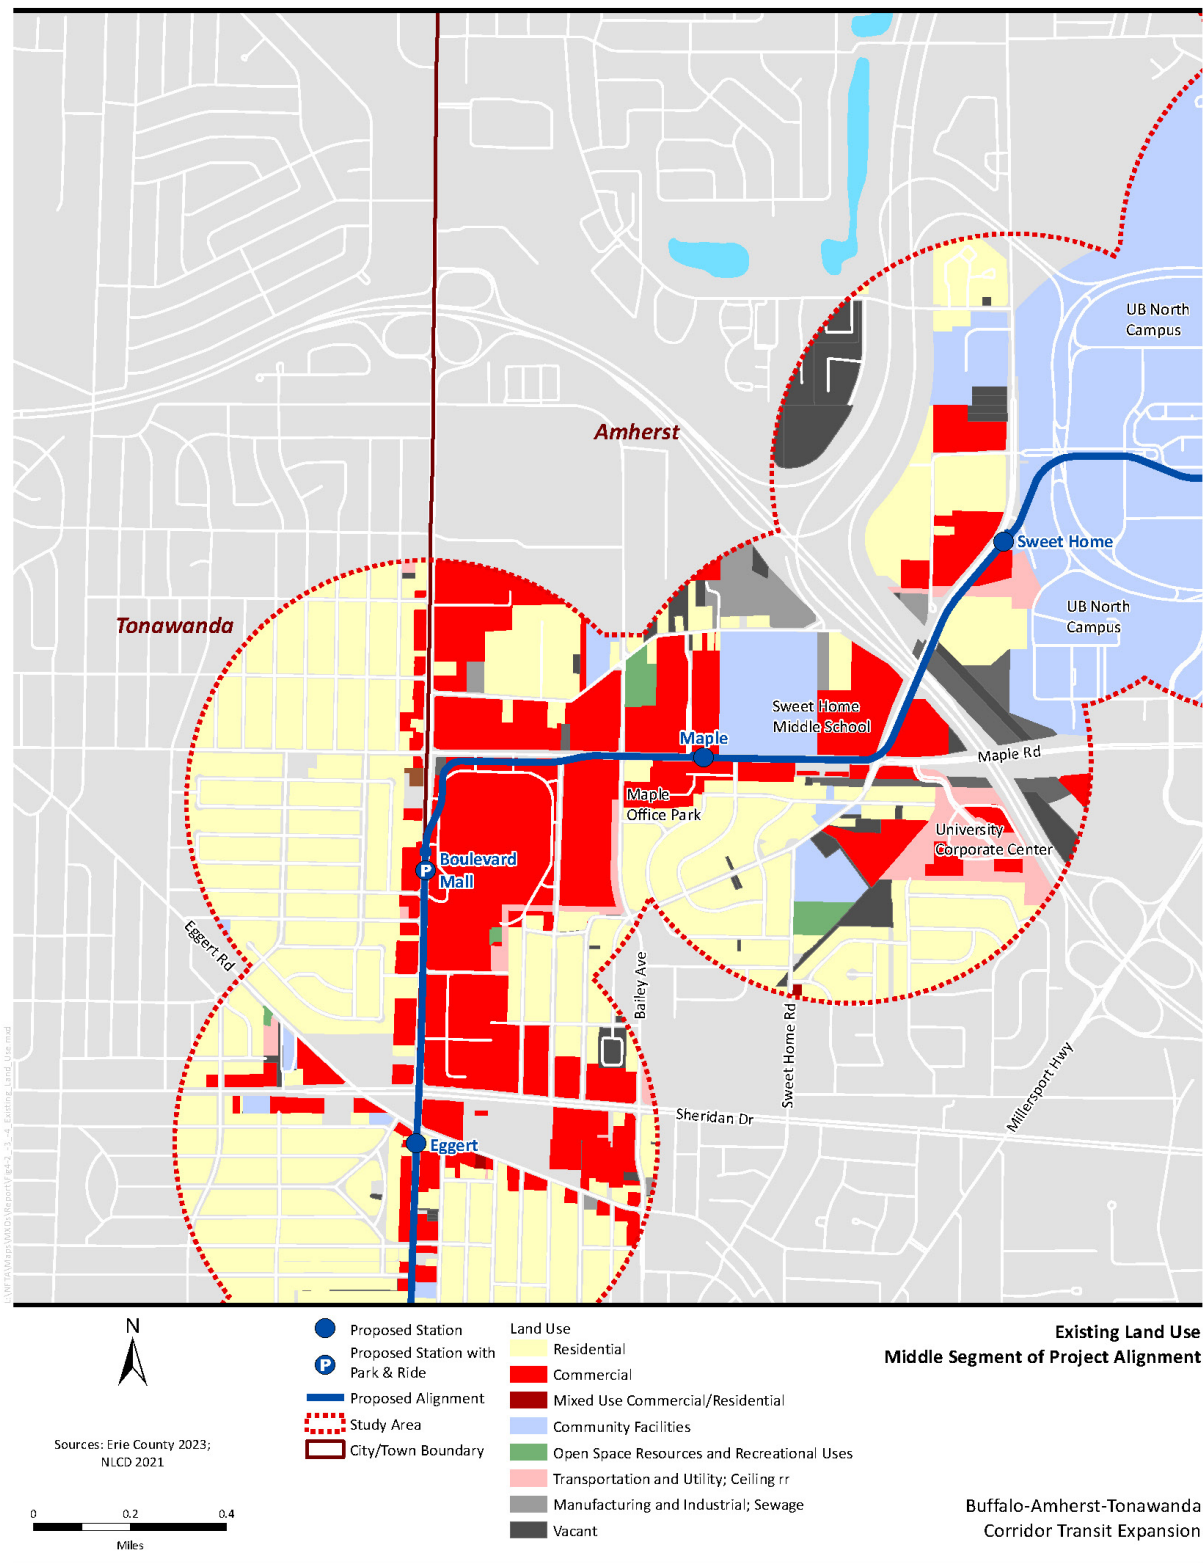 UB North
Campus
Amherst
Sweet Home
Tonawanda
UB North
Campus
Sweet Home
Middle School
Maple
Maple Rd
Maple
Office Park
University
Corporate Center
Boulevard
Mall
P
Eggert Rd
Bailey Ave
Sweet Home Rd
Millersport Hwy
Sheridan Dr
Eggert
N
Sources: Erie County 2023;
NLCD 2021
0 0.2 0.4
Miles
Proposed Station
P
Proposed Station with
Park & Ride
Proposed Alignment
Study Area
City/Town Boundary
Land Use
Residential
Commercial
Mixed Use Commercial/Residential
Community Facilities
Open Space Resources and Recreational Uses
Transportation and Utility; Ceiling rr
Manufacturing and Industrial; Sewage
Vacant
Existing Land Use
Middle Segment of Project Alignment
Buffalo-Amherst-Tonawanda
Corridor Transit Expansion